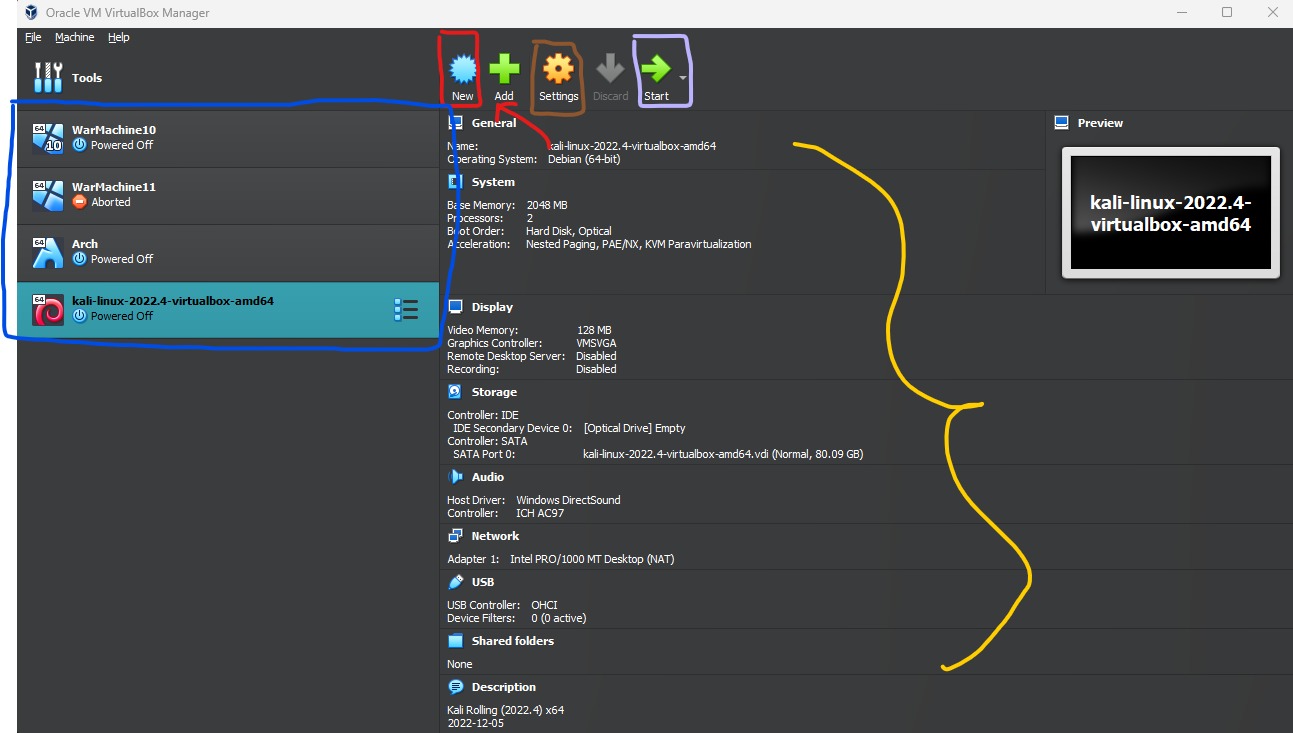 Oracle VM VirtualBox Manager
File Machine Help
Tools
New Add Settings Discard Start
64 WarMachine10
10 Powered Off
64 WarMachine11
Aborted
64 Arch
Powered Off
64 kali-linux-2022.4-virtualbox-amd64
Powered Off
General
Name: kali-linux-2022.4-virtualbox-amd64
Operating System: Debian (64-bit)
System
Base Memory: 2048 MB
Processors: 2
Boot Order: Hard Disk, Optical
Acceleration: Nested Paging, PAE/NX, KVM Paravirtualization
Preview
kali-linux-2022.4-
virtualbox-amd64
Display
Video Memory: 128 MB
Graphics Controller: VMSVGA
Remote Desktop Server: Disabled
Recording: Disabled
Storage
Controller: IDE
IDE Secondary Device 0: [Optical Drive] Empty
Controller: SATA
SATA Port 0: kali-linux-2022.4-virtualbox-amd64.vdi (Normal, 80.09 GB)
Audio
Host Driver: Windows DirectSound
Controller: ICH AC97
Network
Adapter 1: Intel PRO/1000 MT Desktop (NAT)
USB
USB Controller: OHCI
Device Filters: 0 (0 active)
Shared folders
None
Description
Kali Rolling (2022.4) x64
2022-12-05